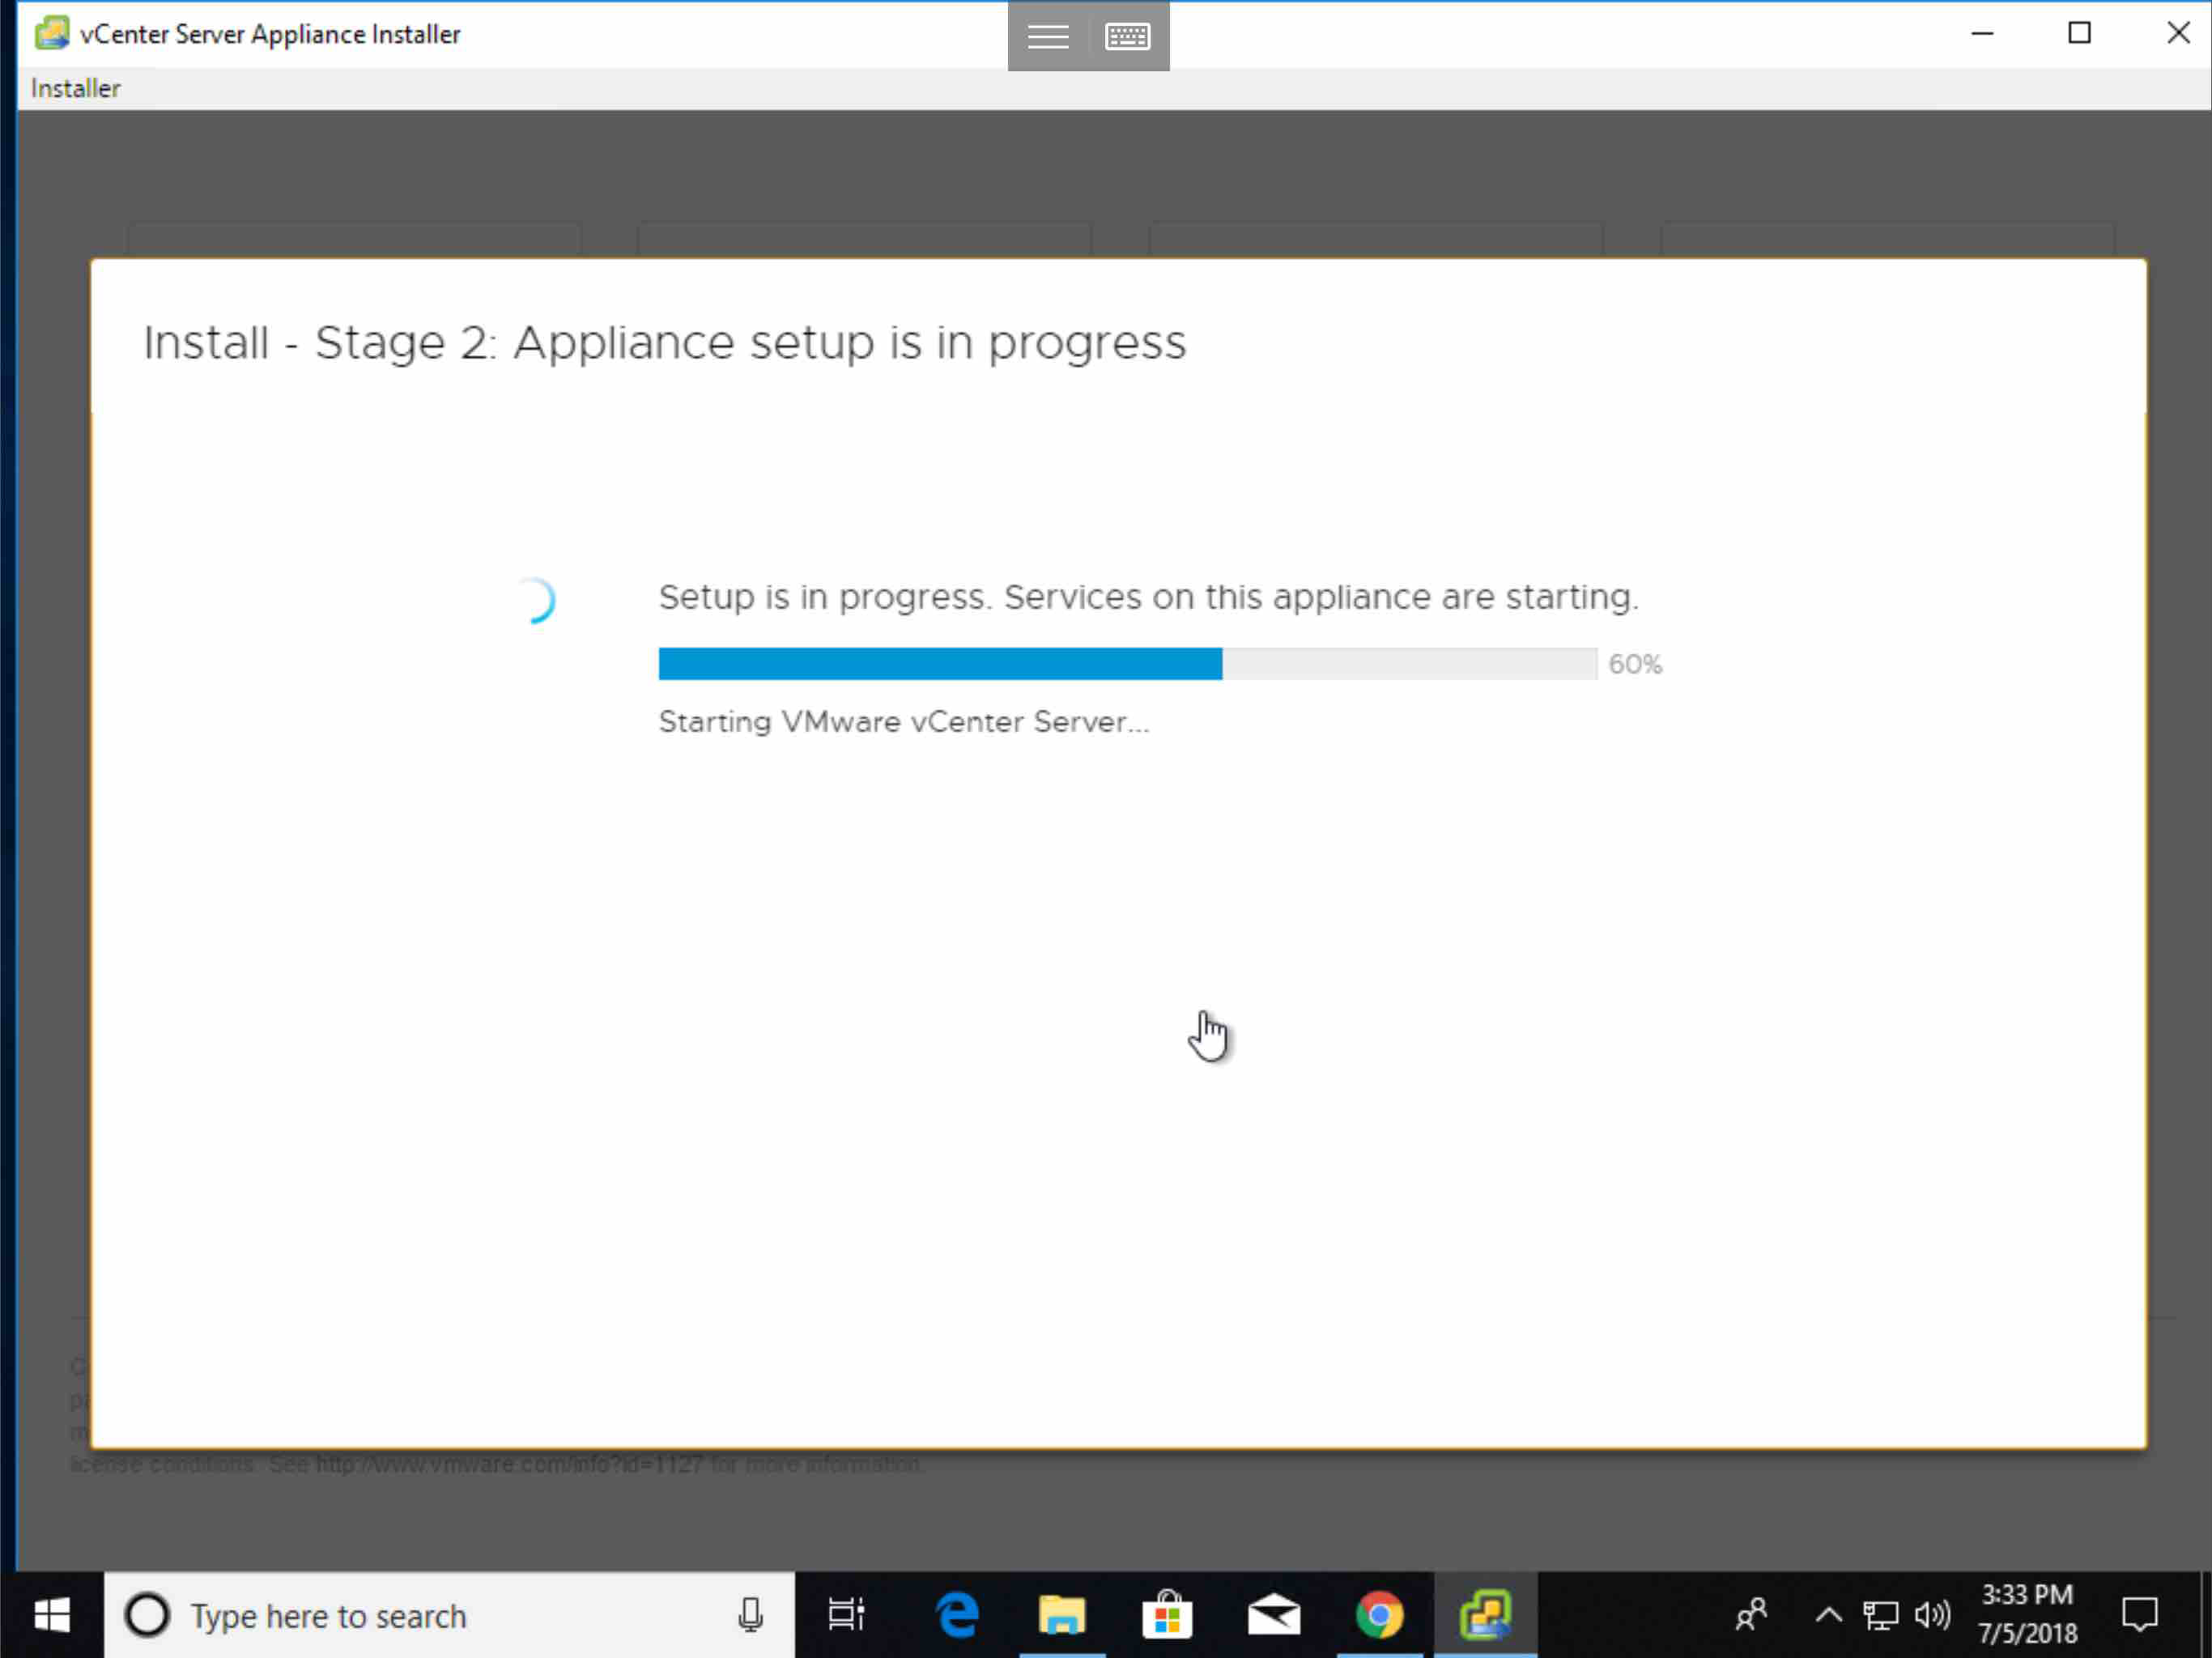 vCenter Server Appliance Installer
Installer
Install - Stage 2: Appliance setup is in progress
Setup is in progress. Services on this appliance are starting.
60%
Starting VMware vCenter Server...
license conditions. See http://www.vmware.com/info?id=1127 for more information.
Type here to search
3:33 PM
7/5/2018